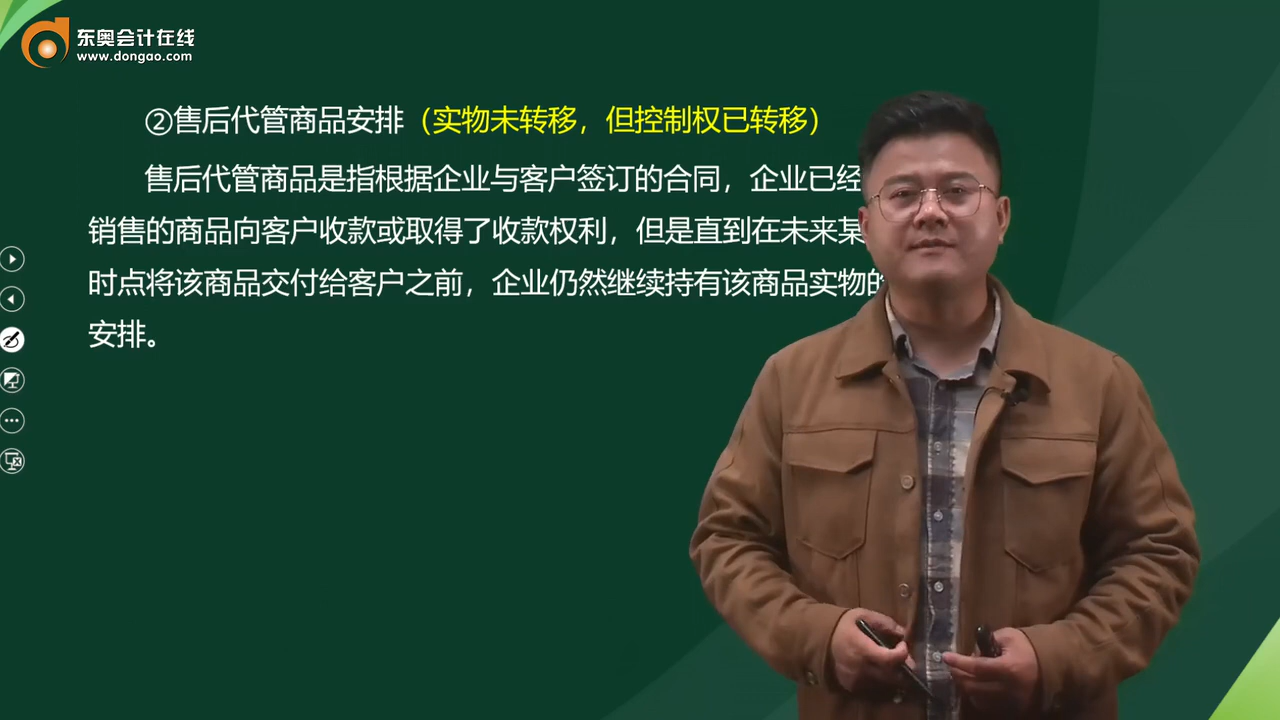 东奥会计在线
www.dongao.com
②售后代管商品安排（实物未转移，但控制权已转移）
售后代管商品是指根据企业与客户签订的合同，企业已经
销售的商品向客户收款或取得了收款权利，但是直到在未来某
时点将该商品交付给客户之前，企业仍然继续持有该商品实物的
安排。